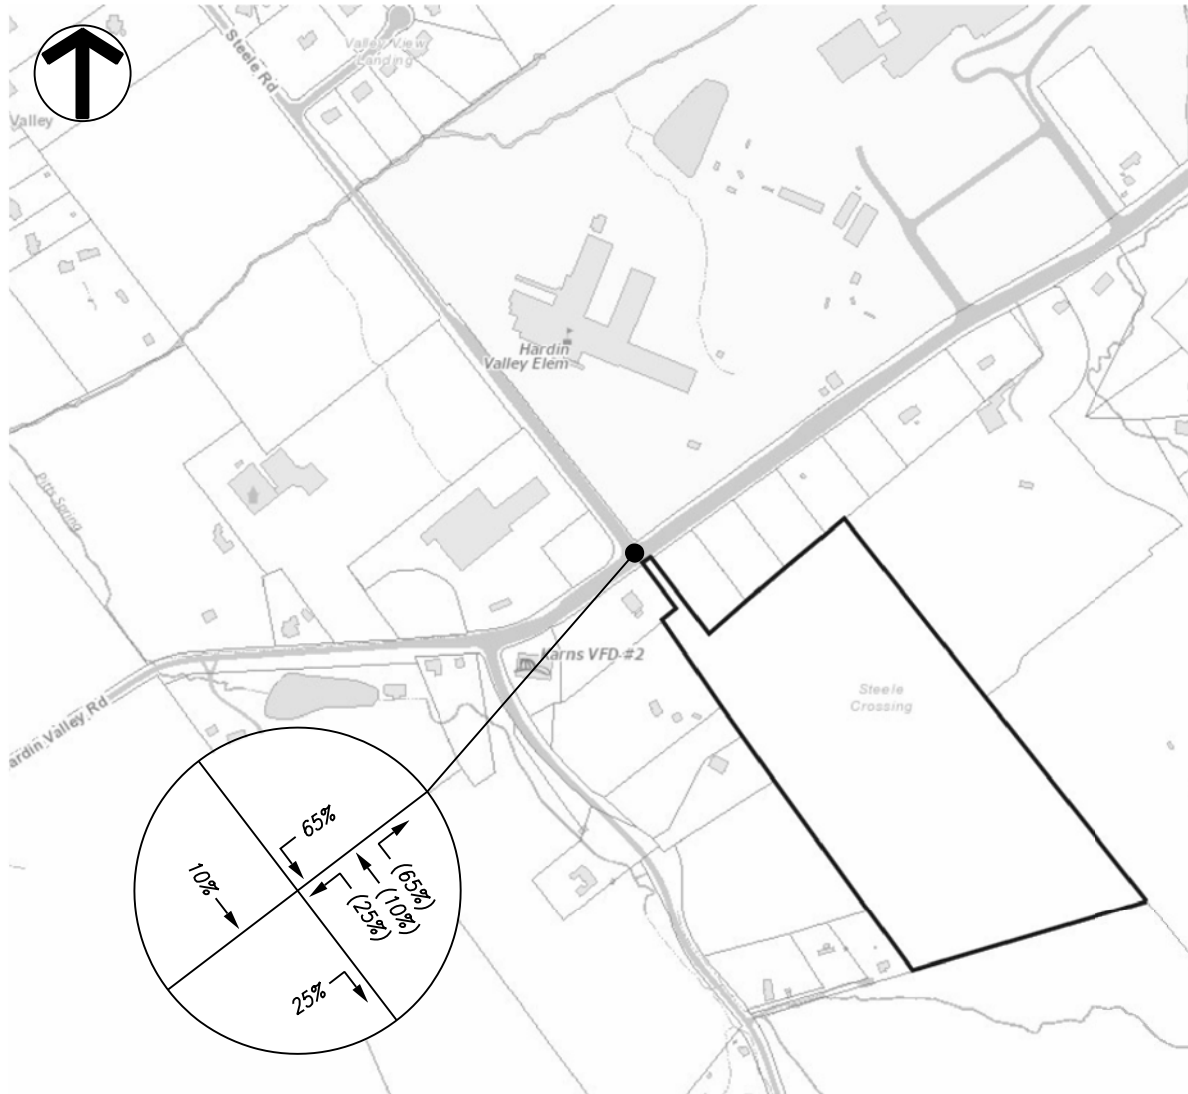 Steele Rd
Valley View
Landing
Valley
Hardin
Valley Elem
Pitts Spring
Karns VFD #2
Steele
Crossing
ardin Valley Rd
65%
10%
(65%)
(10%)
(25%)
25%